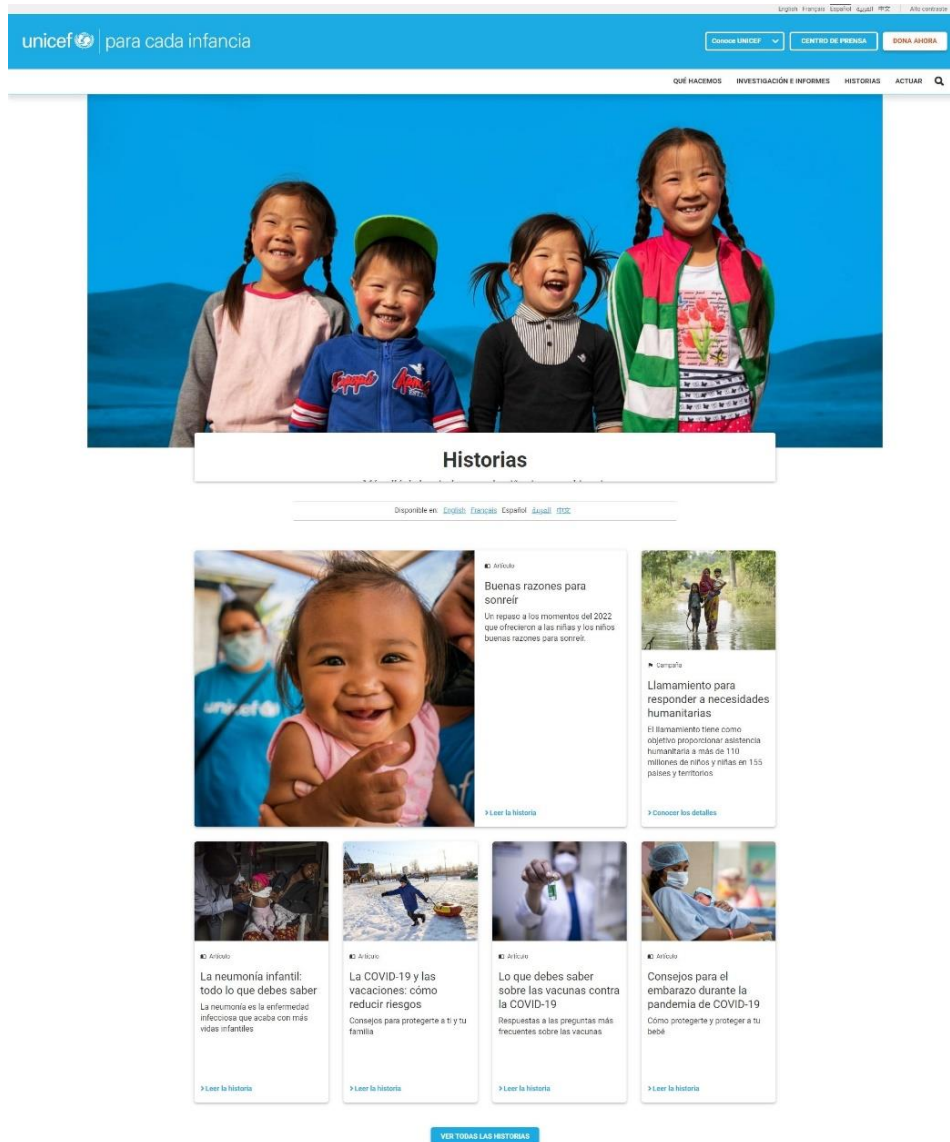 English Français Español العربية 中文 Alto contraste
unicef para cada infancia
Conoce UNICEF
CENTRO DE PRENSA
DONA AHORA
QUÉ HACEMOS INVESTIGACIÓN E INFORMES HISTORIAS ACTUAR
Historias
Disponible en: English Français Español العربية 中文
unicef
Artículo
Buenas razones para
sonreír
Un repaso a los momentos del 2022
que ofrecieron a las niñas y los niños
buenas razones para sonreír.
Leer la historia
Campaña
Llamamiento para
responder a necesidades
humanitarias
El llamamiento tiene como
objetivo proporcionar asistencia
humanitaria a más de 110
millones de niños y niñas en 155
países y territorios
Conocer los detalles
Artículo
La neumonía infantil:
todo lo que debes saber
La neumonía es la enfermedad
infecciosa que acaba con más
vidas infantiles
Leer la historia
Artículo
La COVID-19 y las
vacaciones: cómo
reducir riesgos
Consejos para protegerte a ti y tu
familia
Leer la historia
Artículo
Lo que debes saber
sobre las vacunas contra
la COVID-19
Respuestas a las preguntas más
frecuentes sobre las vacunas
Leer la historia
Artículo
Consejos para el
embarazo durante la
pandemia de COVID-19
Cómo protegerte y proteger a tu
bebé
Leer la historia
VER TODAS LAS HISTORIAS